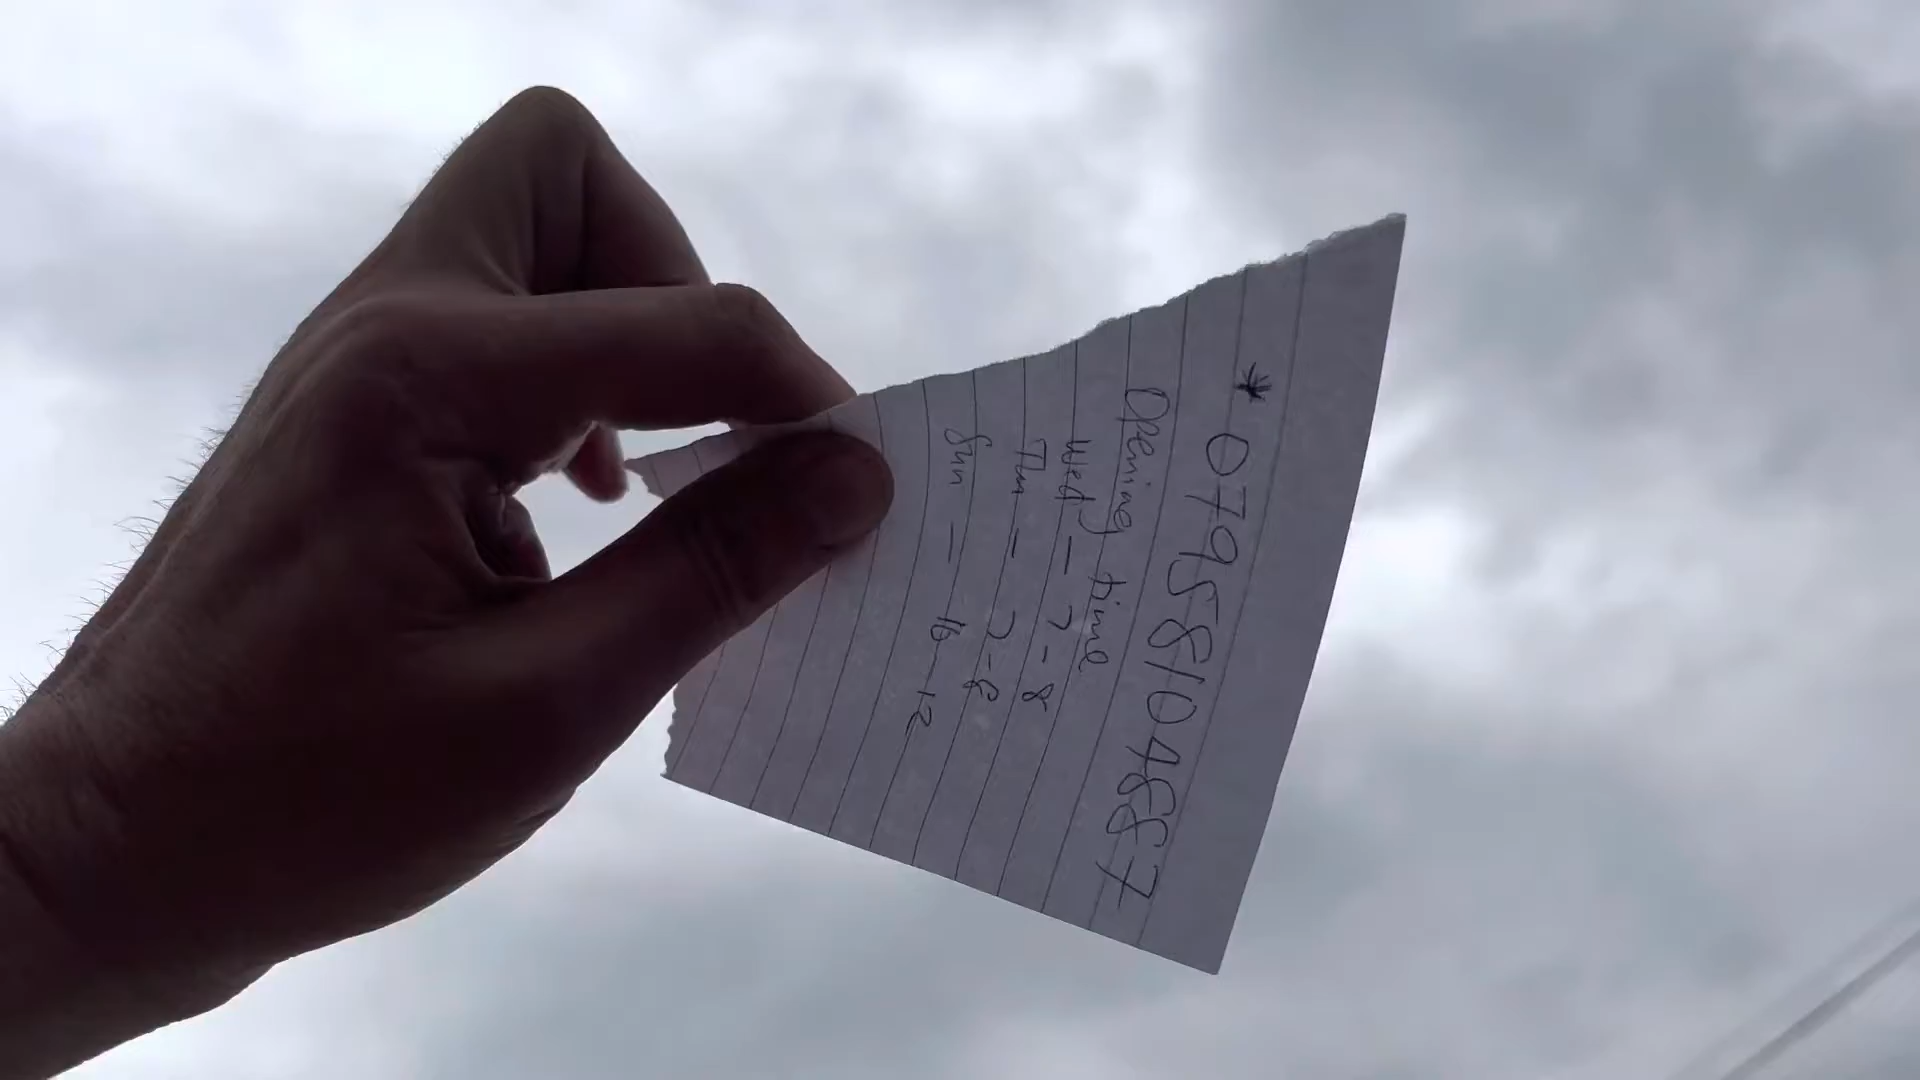 * 07958104887
Opening time
Wed - 7-8
Thu - 7-8
Sun - 10-12